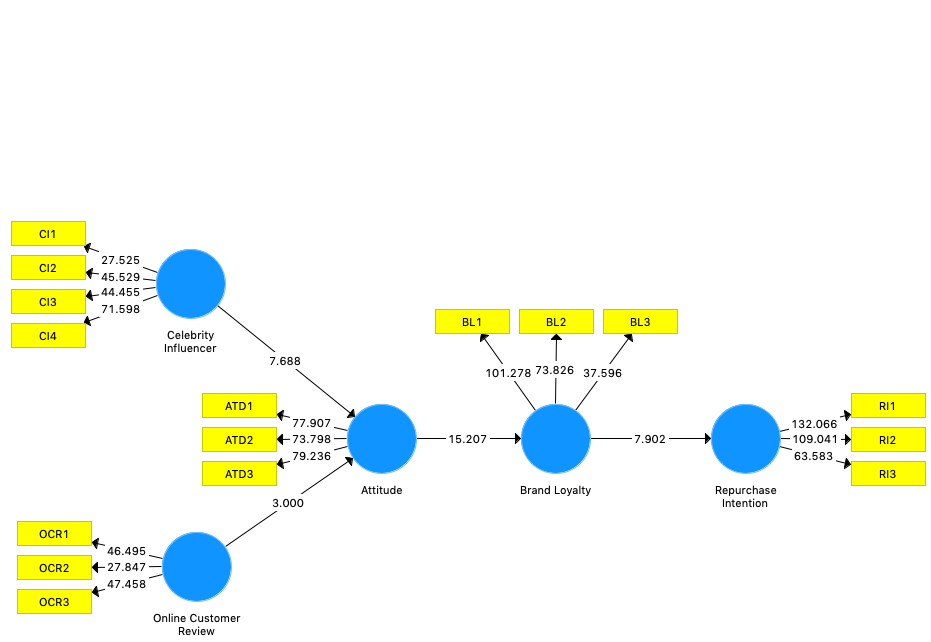 CI1
CI2
CI3
CI4
27.525
45.529
44.455
71.598
Celebrity
Influencer
7.688
BL1
BL2
BL3
101.278
73.826
37.596
ATD1
ATD2
ATD3
77.907
73.798
79.236
Attitude
15.207
Brand Loyalty
7.902
Repurchase
Intention
132.066
109.041
63.583
RI1
RI2
RI3
3.000
OCR1
OCR2
OCR3
46.495
27.847
47.458
Online Customer
Review